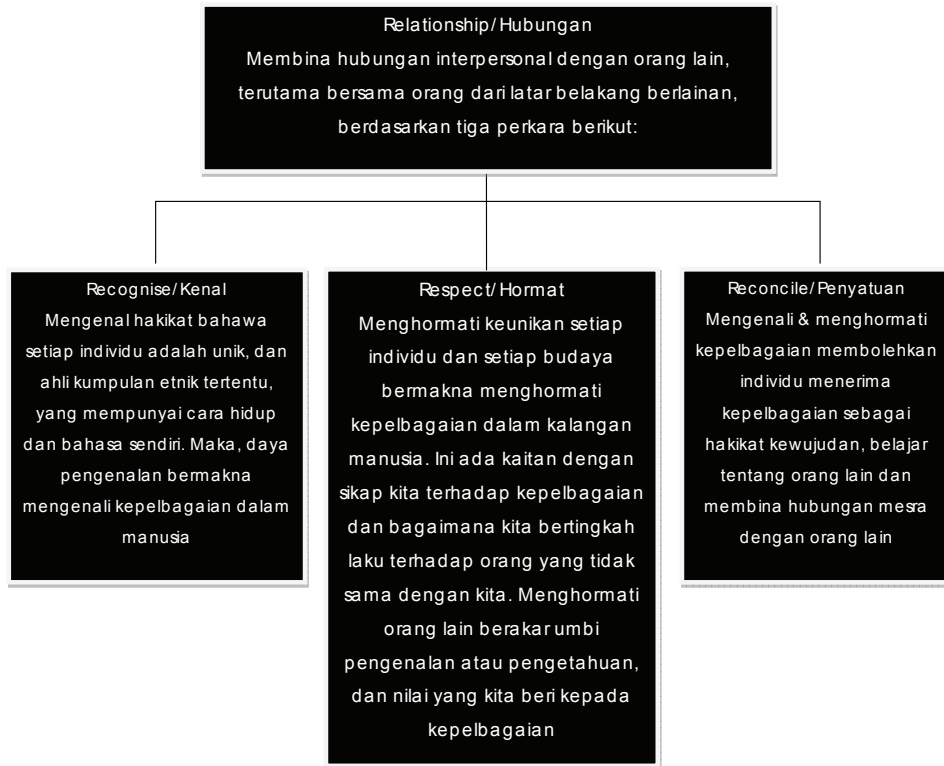 Relationship/Hubungan
Membina hubungan interpersonal dengan orang lain,
terutama bersama orang dari latar belakang berlainan,
berdasarkan tiga perkara berikut:
Recognise/Kenal
Mengenal hakikat bahawa
setiap individu adalah unik, dan
ahli kumpulan etnik tertentu,
yang mempunyai cara hidup
dan bahasa sendiri. Maka, daya
pengenalan bermakna
mengenali kepelbagaian dalam
manusia
Respect/Hormat
Menghormati keunikan setiap
individu dan setiap budaya
bermakna menghormati
kepelbagaian dalam kalangan
manusia. Ini ada kaitan dengan
sikap kita terhadap kepelbagaian
dan bagaimana kita bertingkah
laku terhadap orang yang tidak
sama dengan kita. Menghormati
orang lain berakar umbi
pengenalan atau pengetahuan,
dan nilai yang kita beri kepada
kepelbagaian
Reconcile/Penyatuan
Mengenali & menghormati
kepelbagaian membolehkan
individu menerima
kepelbagaian sebagai
hakikat kewujudan, belajar
tentang orang lain dan
membina hubungan mesra
dengan orang lain